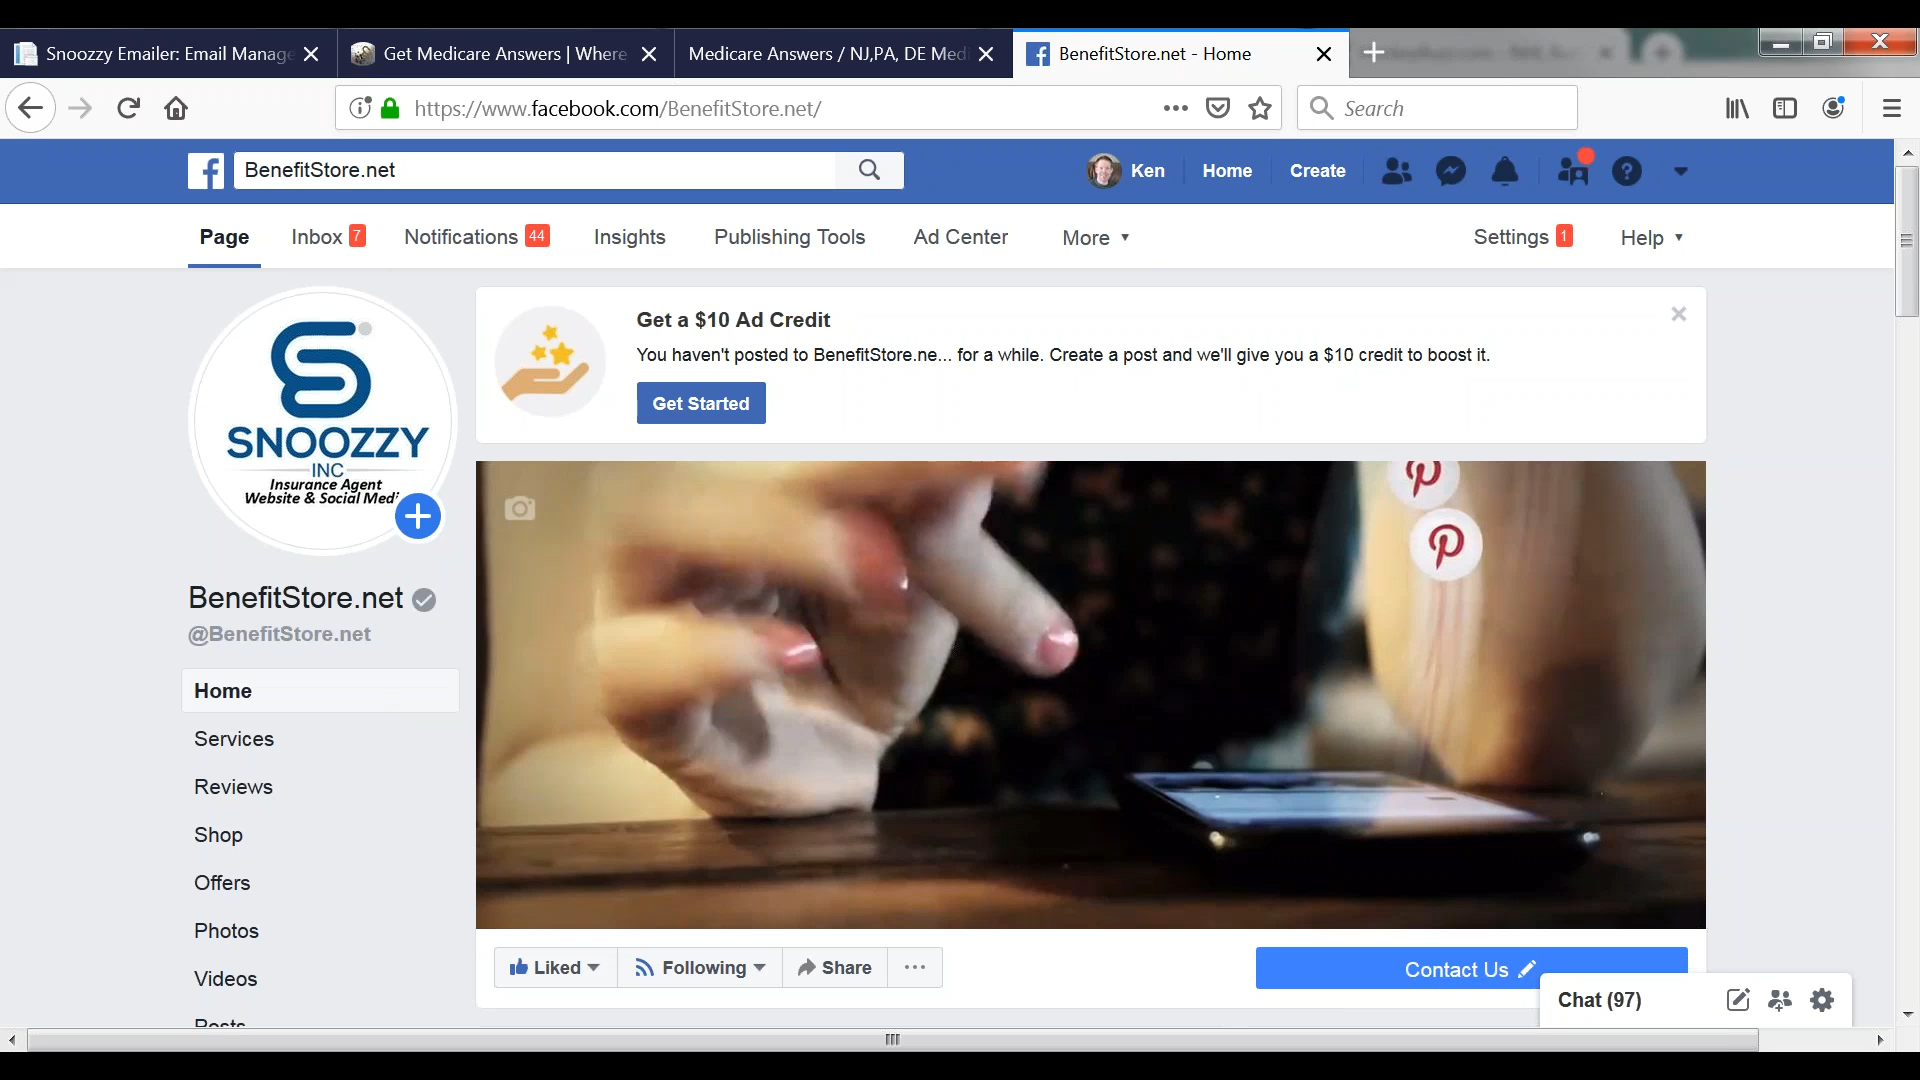 Snoozzy Emailer: Email Manage
Get Medicare Answers | Where
Medicare Answers / NJ,PA, DE Medi
BenefitStore.net - Home
https://www.facebook.com/BenefitStore.net/
Search
BenefitStore.net
Ken
Home
Create
Page
Inbox 7
Notifications 44
Insights
Publishing Tools
Ad Center
More
Settings 1
Help
Get a $10 Ad Credit
You haven't posted to BenefitStore.ne... for a while. Create a post and we'll give you a $10 credit to boost it.
Get Started
SNOOZZY
INC
Insurance Agent
Website & Social Medi
BenefitStore.net
@BenefitStore.net
Home
Services
Reviews
Shop
Offers
Photos
Videos
Posts
Liked
Following
Share
Contact Us
Chat (97)